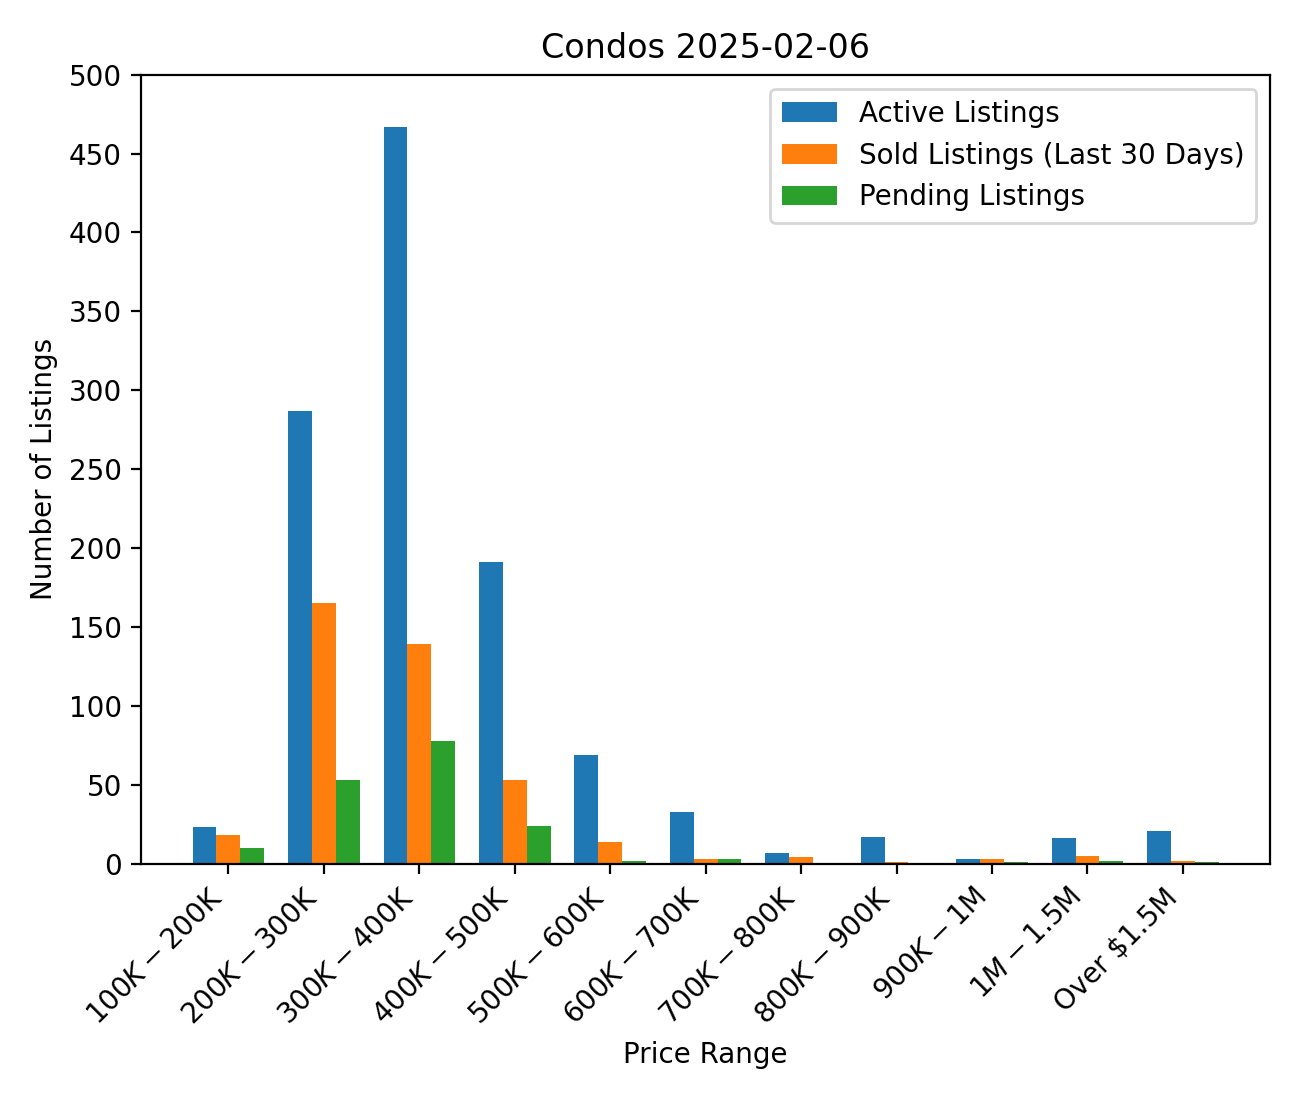 Condos 2025-02-06
500
450
400
350
300
250
200
150
100
50
0
Number of Listings
Active Listings
Sold Listings (Last 30 Days)
Pending Listings
100K − 200K
200K − 300K
300K − 400K
400K − 500K
500K − 600K
600K − 700K
700K − 800K
800K − 900K
900K − 1M
1M − 1.5M
Over $1.5M
Price Range